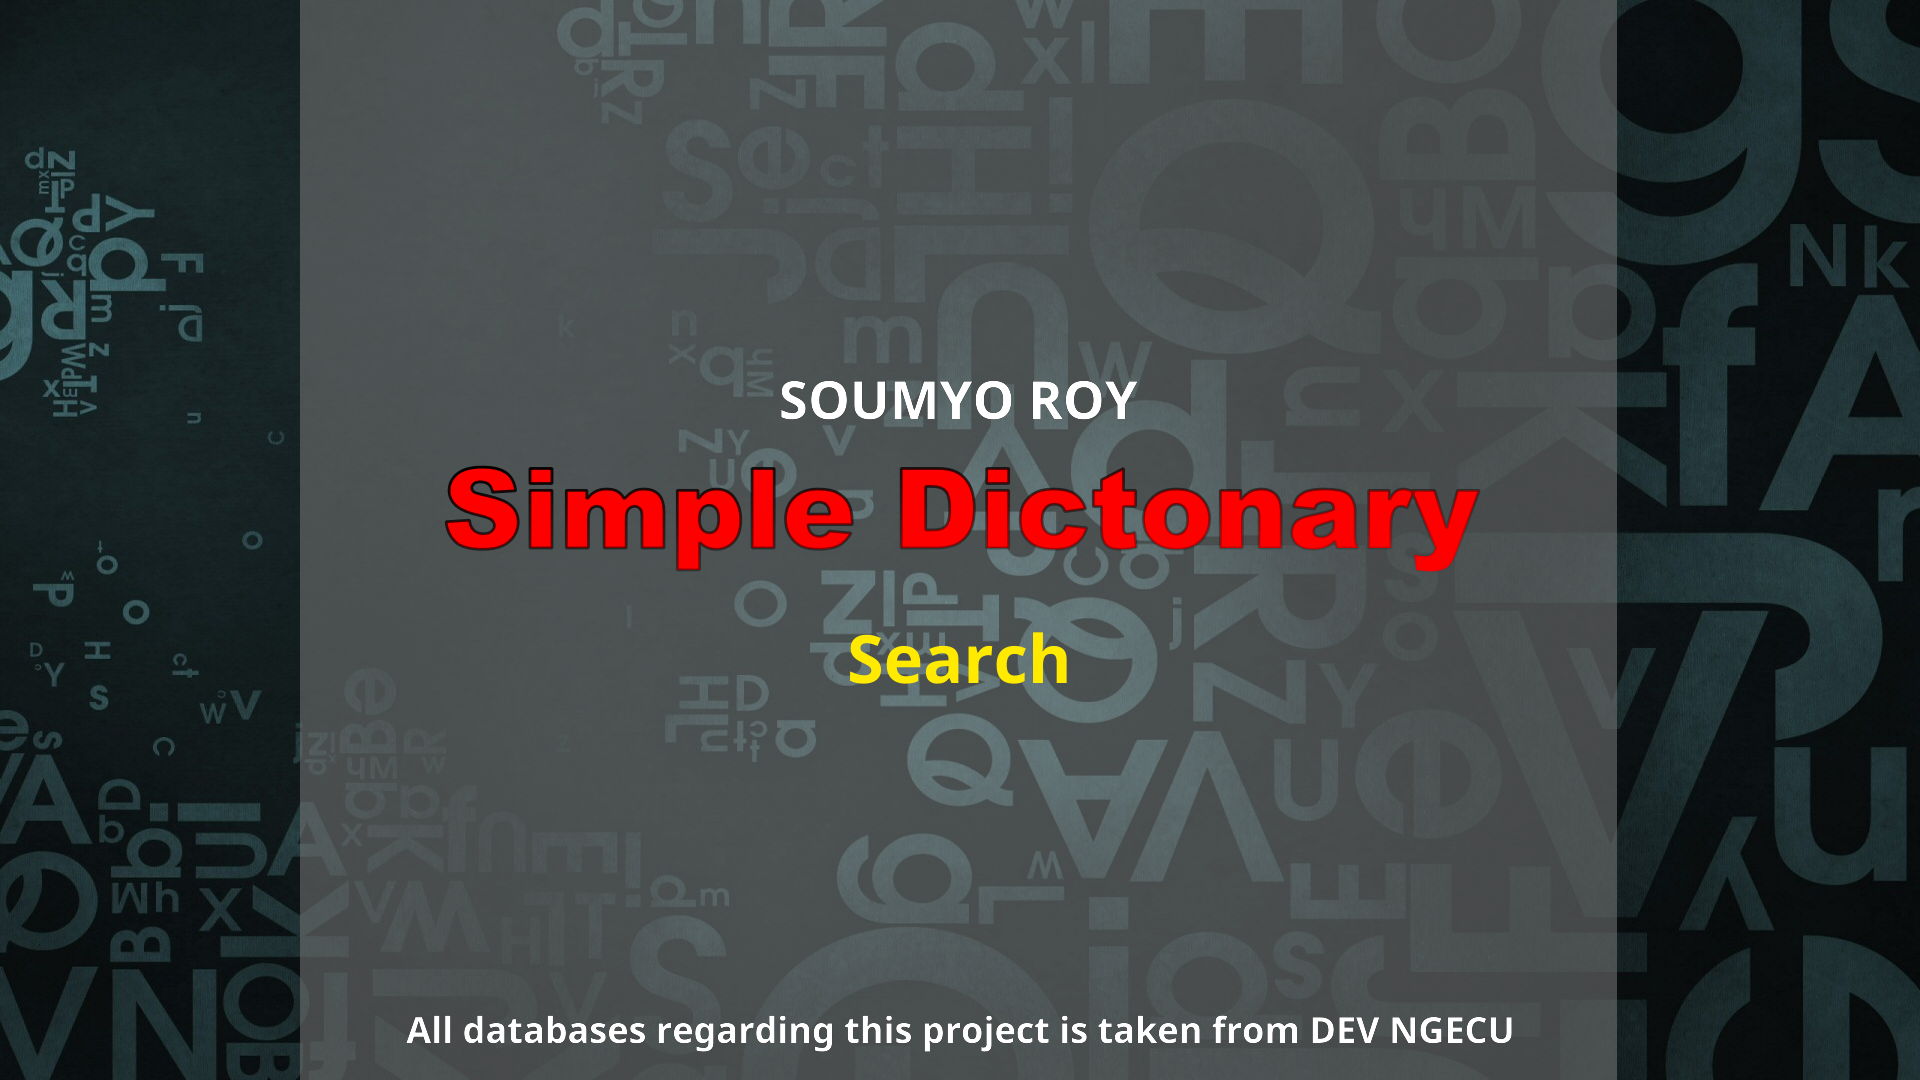 SOUMYO ROY
Simple Dictonary
Search
All databases regarding this project is taken from DEV NGECU